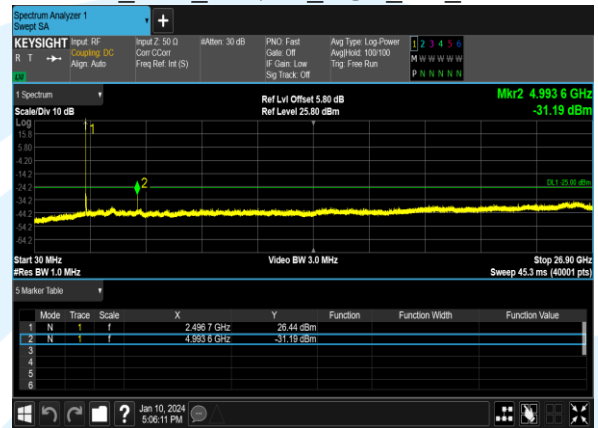 Spectrum Analyzer 1
Swept SA
KEYSIGHT Input: RF Input Z: 50 Ω #Atten: 30 dB PNO: Fast Avg Type: Log-Power 1 2 3 4 5 6
R T Coupling: DC Corr CCorr Gate: Off Avg|Hold: 100/100 M W W W W W
Align: Auto Freq Ref: Int (S) IF Gain: Low Trig: Free Run
Sig Track: Off P N N N N N
1 Spectrum Ref Lvl Offset 5.80 dB Mkr2 4.993 6 GHz
Scale/Div 10 dB Ref Level 25.80 dBm -31.19 dBm
Log
1
15.8
5.80
-4.20
-14.2
2
-24.2 DL1 -25.00 dBm
-34.2
-44.2
-54.2
-64.2
Start 30 MHz Video BW 3.0 MHz Stop 26.90 GHz
#Res BW 1.0 MHz Sweep 45.3 ms (40001 pts)
5 Marker Table
Mode Trace Scale X Y Function Function Width Function Value
1 N 1 f 2.496 7 GHz 26.44 dBm
2 N 1 f 4.993 6 GHz -31.19 dBm
3
4
5
6
? Jan 10, 2024
5:06:11 PM